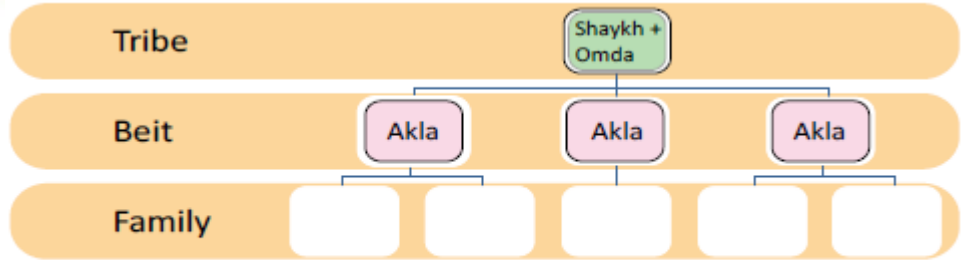 Tribe
Shaykh +
Omda
Beit
Akla
Akla
Akla
Family